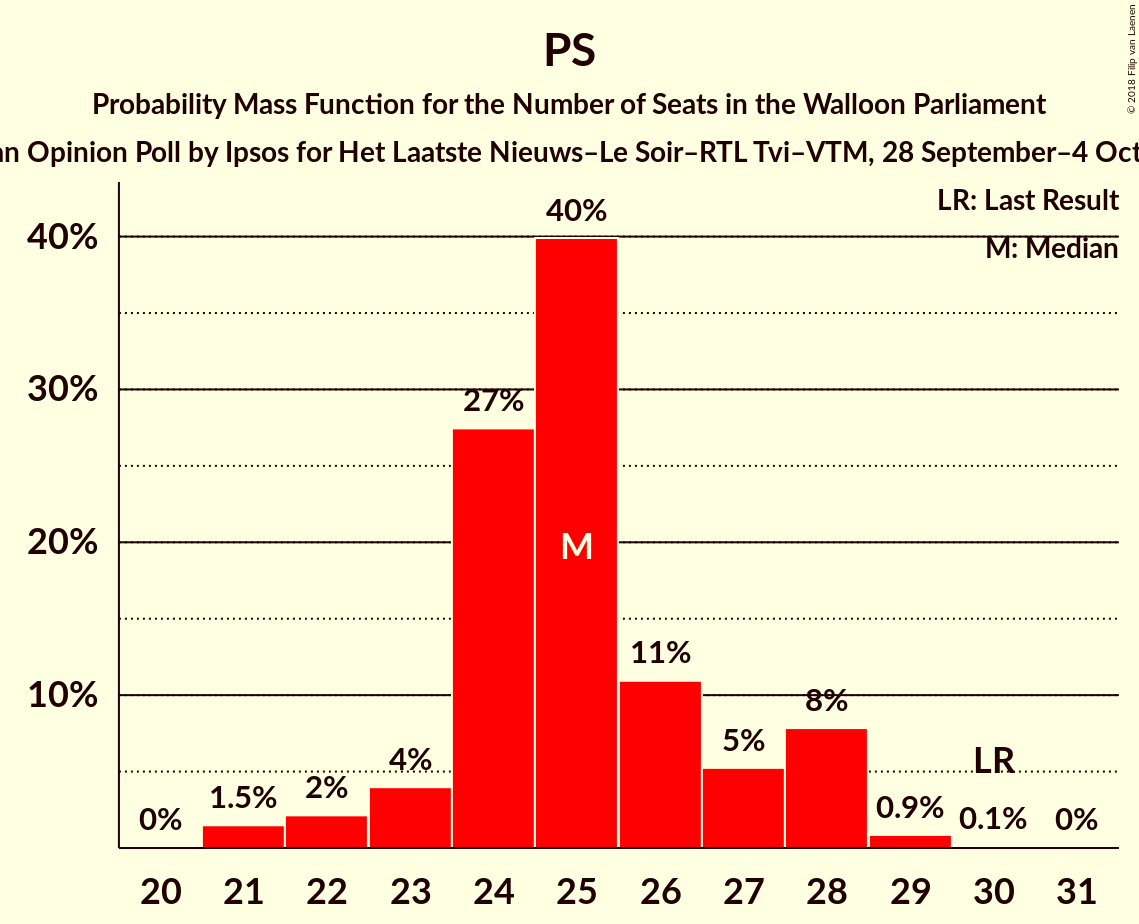 PS
Probability Mass Function for the Number of Seats in the Walloon Parliament
an Opinion Poll by Ipsos for Het Laatste Nieuws–Le Soir–RTL Tvi–VTM, 28 September–4 Oct
© 2018 Filip van Laenen
LR: Last Result
M: Median
40%
30%
20%
10%
0%
1.5%
2%
4%
27%
40%
M
11%
5%
8%
0.9%
LR
0.1%
0%
20 21 22 23 24 25 26 27 28 29 30 31